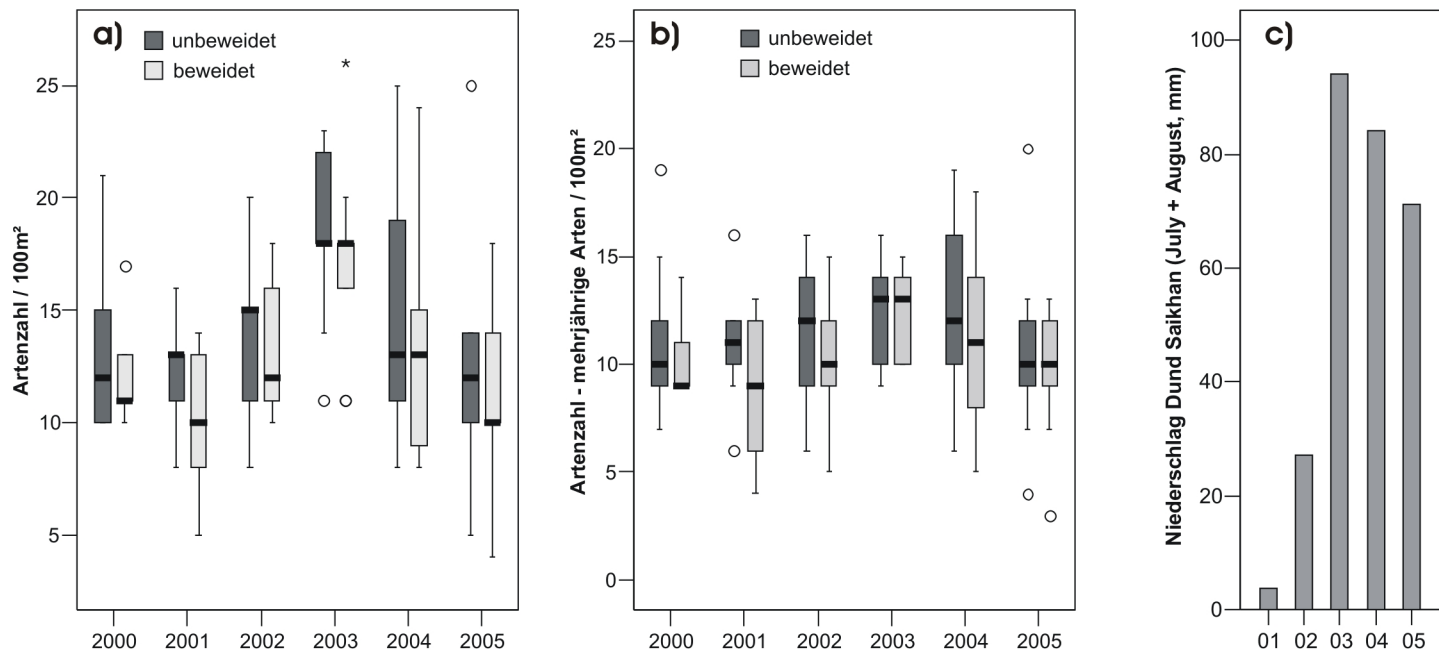 a)
unbeweidet
beweidet
*
Artenzahl / 100m²
25
20
15
10
5
2000 2001 2002 2003 2004 2005
b)
unbeweidet
beweidet
Artenzahl - mehrjährige Arten / 100m²
25
20
15
10
5
0
2000 2001 2002 2003 2004 2005
c)
Niederschlag Dund Saikhan (July + August, mm)
100
80
60
40
20
0
01 02 03 04 05